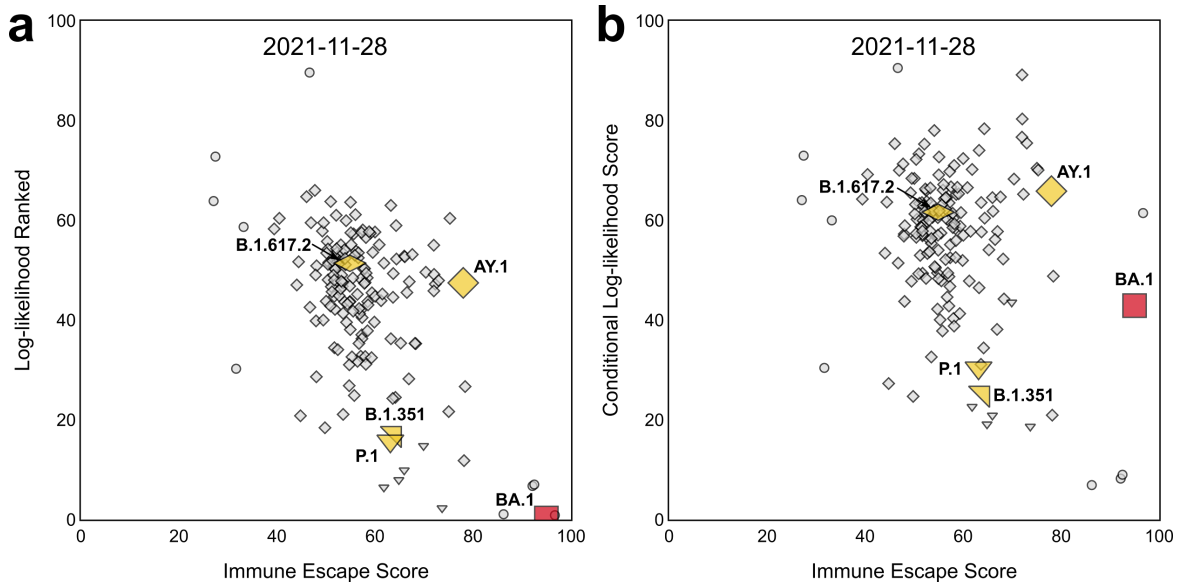 a
2021-11-28
Log-likelihood Ranked
100
80
60
40
20
0
B.1.617.2
AY.1
B.1.351
P.1
BA.1
0
20
40
60
80
100
Immune Escape Score
b
2021-11-28
Conditional Log-likelihood Score
100
80
60
40
20
0
B.1.617.2
AY.1
BA.1
P.1
B.1.351
0
20
40
60
80
100
Immune Escape Score